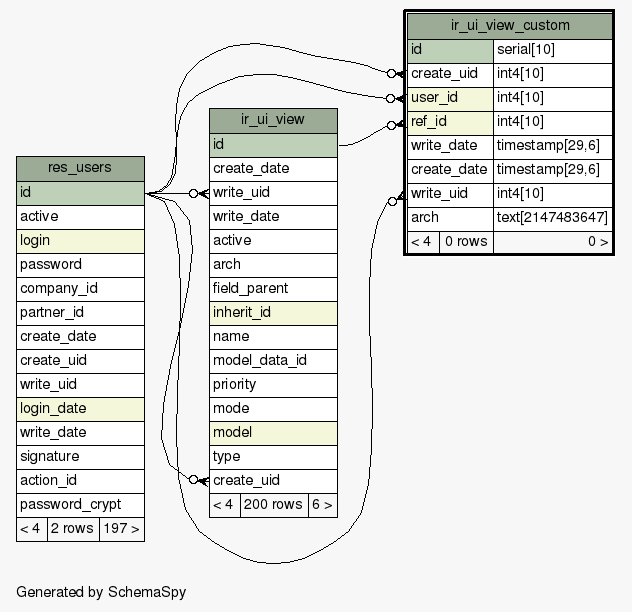 ir_ui_view_custom
id serial[10]
create_uid int4[10]
user_id int4[10]
ref_id int4[10]
write_date timestamp[29,6]
create_date timestamp[29,6]
write_uid int4[10]
arch text[2147483647]
< 4 0 rows 0 >
ir_ui_view
id
create_date
write_uid
write_date
active
arch
field_parent
inherit_id
name
model_data_id
priority
mode
model
type
create_uid
< 4 200 rows 6 >
res_users
id
active
login
password
company_id
partner_id
create_date
create_uid
write_uid
login_date
write_date
signature
action_id
password_crypt
< 4 2 rows 197 >
Generated by SchemaSpy